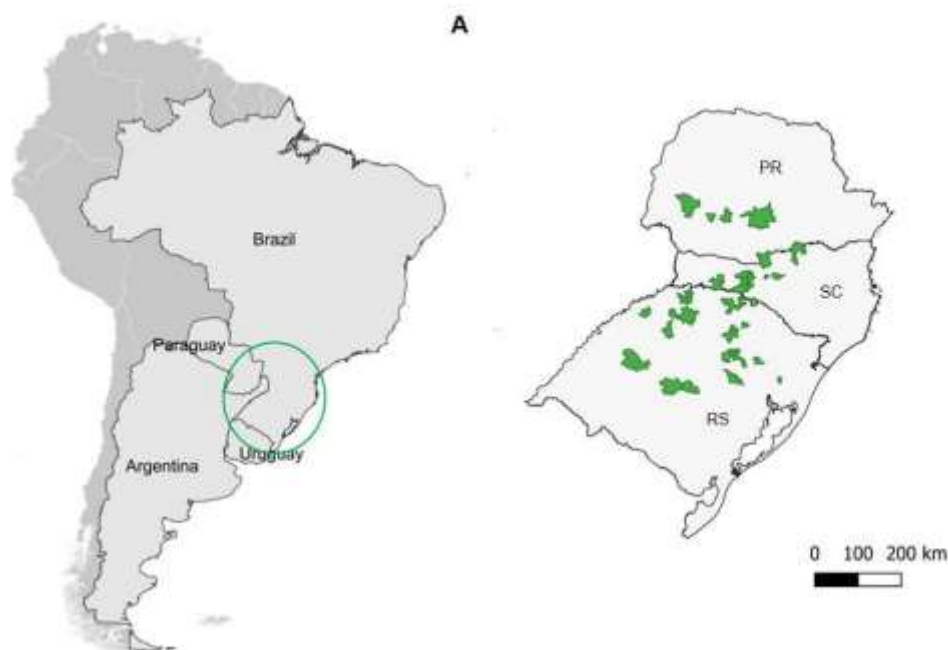 A
Brazil
Paraguay
Argentina
Uruguay
PR
SC
RS
0 100 200 km